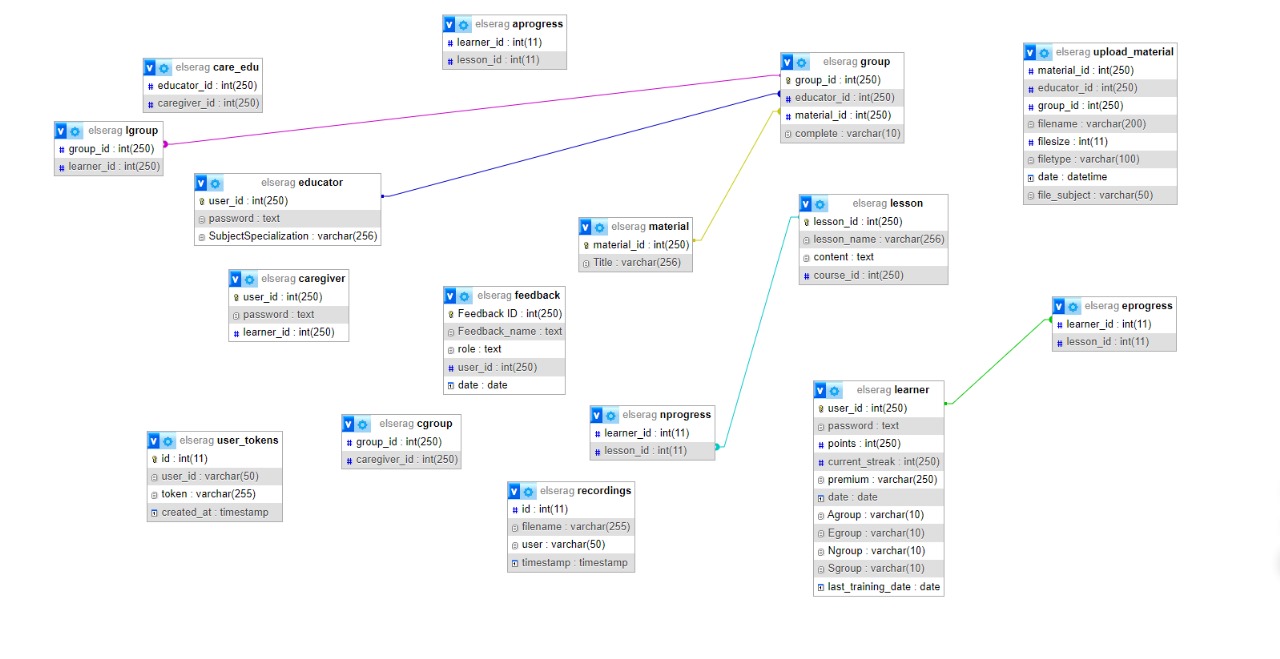 elserag aprogress
learner_id : int(11)
lesson_id : int(11)
elserag care_edu
educator_id : int(250)
caregiver_id : int(250)
elserag group
group_id : int(250)
educator_id : int(250)
material_id : int(250)
complete : varchar(10)
elserag upload_material
material_id : int(250)
educator_id : int(250)
group_id : int(250)
filename : varchar(200)
filesize : int(11)
filetype : varchar(100)
date : datetime
file_subject : varchar(50)
elserag lgroup
group_id : int(250)
learner_id : int(250)
elserag educator
user_id : int(250)
password : text
SubjectSpecialization : varchar(256)
elserag material
material_id : int(250)
Title : varchar(256)
elserag lesson
lesson_id : int(250)
lesson_name : varchar(256)
content : text
course_id : int(250)
elserag caregiver
user_id : int(250)
password : text
learner_id : int(250)
elserag feedback
Feedback ID : int(250)
Feedback_name : text
role : text
user_id : int(250)
date : date
elserag eprogress
learner_id : int(11)
lesson_id : int(11)
elserag learner
user_id : int(250)
password : text
points : int(250)
current_streak : int(250)
premium : varchar(250)
date : date
Agroup : varchar(10)
Egroup : varchar(10)
Ngroup : varchar(10)
Sgroup : varchar(10)
last_training_date : date
elserag nprogress
learner_id : int(11)
lesson_id : int(11)
elserag cgroup
group_id : int(250)
caregiver_id : int(250)
elserag user_tokens
id : int(11)
user_id : varchar(50)
token : varchar(255)
created_at : timestamp
elserag recordings
id : int(11)
filename : varchar(255)
user : varchar(50)
timestamp : timestamp